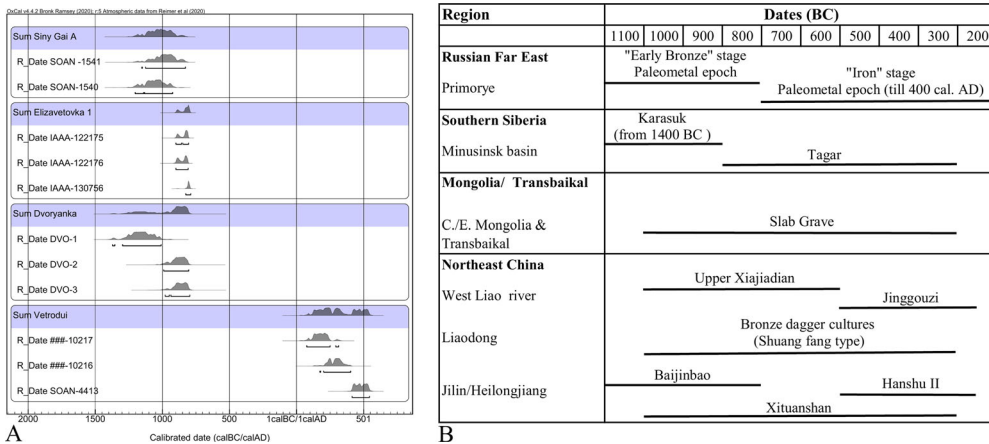 OxCal v4.4.2 Bronk Ramsey (2020); r:5 Atmospheric data from Reimer et al (2020)
Sum Siny Gai A
R_Date SOAN -1541
R_Date SOAN-1540
Sum Elizavetovka 1
R_Date IAAA-122175
R_Date IAAA-122176
R_Date IAAA-130756
Sum Dvoryanka
R_Date DVO-1
R_Date DVO-2
R_Date DVO-3
Sum Vetrodui
R_Date ###-10217
R_Date ###-10216
R_Date SOAN-4413
2000 1500 1000 500 1calBC/1calAD 501
Calibrated date (calBC/calAD)
A
Region Dates (BC)
1100 1000 900 800 700 600 500 400 300 200
Russian Far East
Primorye
"Early Bronze" stage
Paleometal epoch
"Iron" stage
Paleometal epoch (till 400 cal. AD)
Southern Siberia
Minusinsk basin
Karasuk
(from 1400 BC )
Tagar
Mongolia/ Transbaikal
C./E. Mongolia &
Transbaikal
Slab Grave
Northeast China
West Liao river
Upper Xiajiadian
Jinggouzi
Liaodong
Bronze dagger cultures
(Shuang fang type)
Jilin/Heilongjiang
Baijinbao
Hanshu II
Xituanshan
B